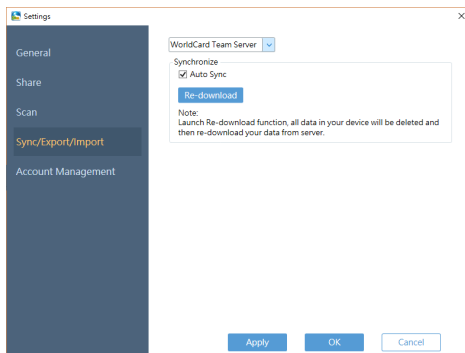 Settings
General
Share
Scan
Sync/Export/Import
Account Management
WorldCard Team Server
Synchronize
Auto Sync
Re-download
Note:
Launch Re-download function, all data in your device will be deleted and
then re-download your data from server.
Apply
OK
Cancel